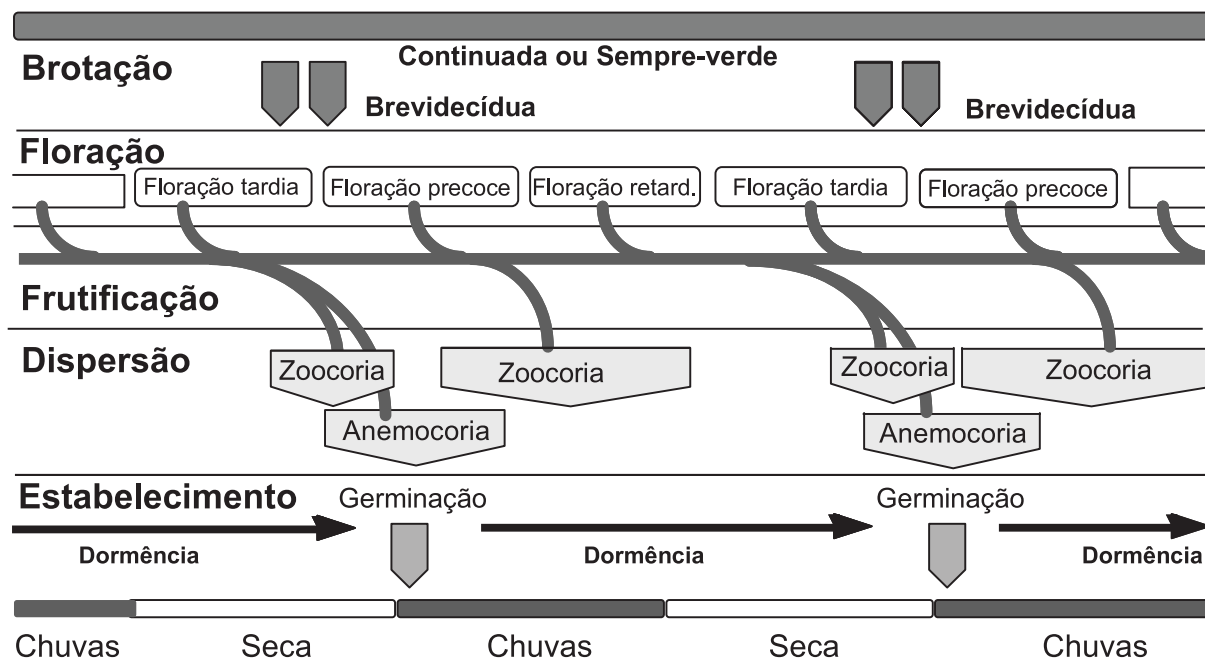 Continuada ou Sempre-verde
Brotação
Brevidecídua Brevidecídua
Floração
Floração tardia Floração precoce Floração retard. Floração tardia Floração precoce
Frutificação
Dispersão
Zoocoria Zoocoria Zoocoria Zoocoria
Anemocoria Anemocoria
Estabelecimento Germinação Germinação
Dormência Dormência Dormência
Chuvas Seca Chuvas Seca Chuvas